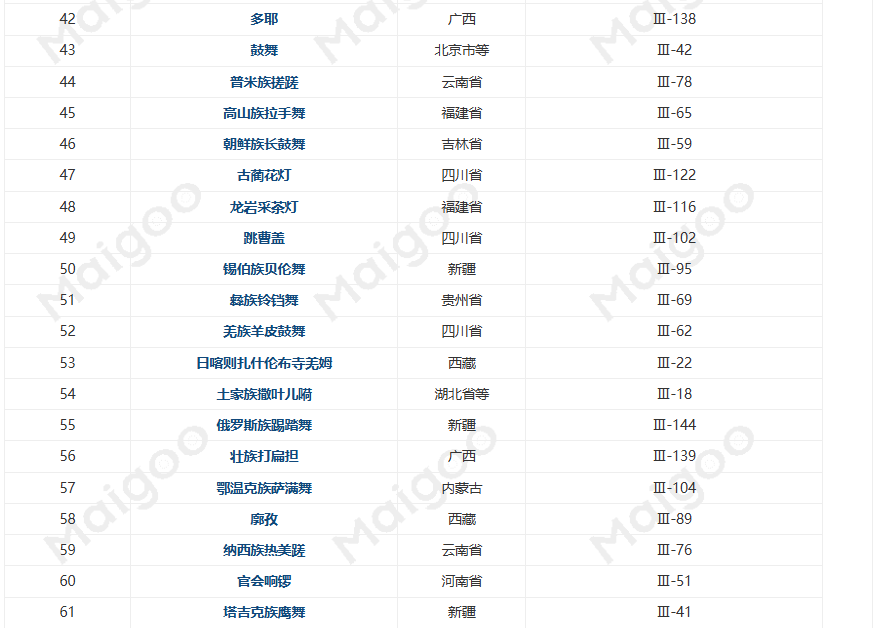 42 多耶 广西 Ⅲ-138
43 鼓舞 北京市等 Ⅲ-42
44 普米族搓蹉 云南省 Ⅲ-78
45 高山族拉手舞 福建省 Ⅲ-65
46 朝鲜族长鼓舞 吉林省 Ⅲ-59
47 古蔺花灯 四川省 Ⅲ-122
48 龙岩采茶灯 福建省 Ⅲ-116
49 跳曹盖 四川省 Ⅲ-102
50 锡伯族贝伦舞 新疆 Ⅲ-95
51 彝族铃铛舞 贵州省 Ⅲ-69
52 羌族羊皮鼓舞 四川省 Ⅲ-62
53 日喀则扎什伦布寺羌姆 西藏 Ⅲ-22
54 土家族撒叶儿嗬 湖北省等 Ⅲ-18
55 俄罗斯族踢踏舞 新疆 Ⅲ-144
56 壮族打扁担 广西 Ⅲ-139
57 鄂温克族萨满舞 内蒙古 Ⅲ-104
58 廓孜 西藏 Ⅲ-89
59 纳西族热美蹉 云南省 Ⅲ-76
60 官会响锣 河南省 Ⅲ-51
61 塔吉克族鹰舞 新疆 Ⅲ-41
Maigoo
Maigoo
Maigoo
Maigoo
Maigoo
Maigoo
Maigoo
Maigoo
Maigoo